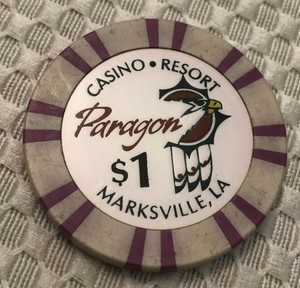 CASINO • RESORT
Paragon
$1
MARKSVILLE, LA